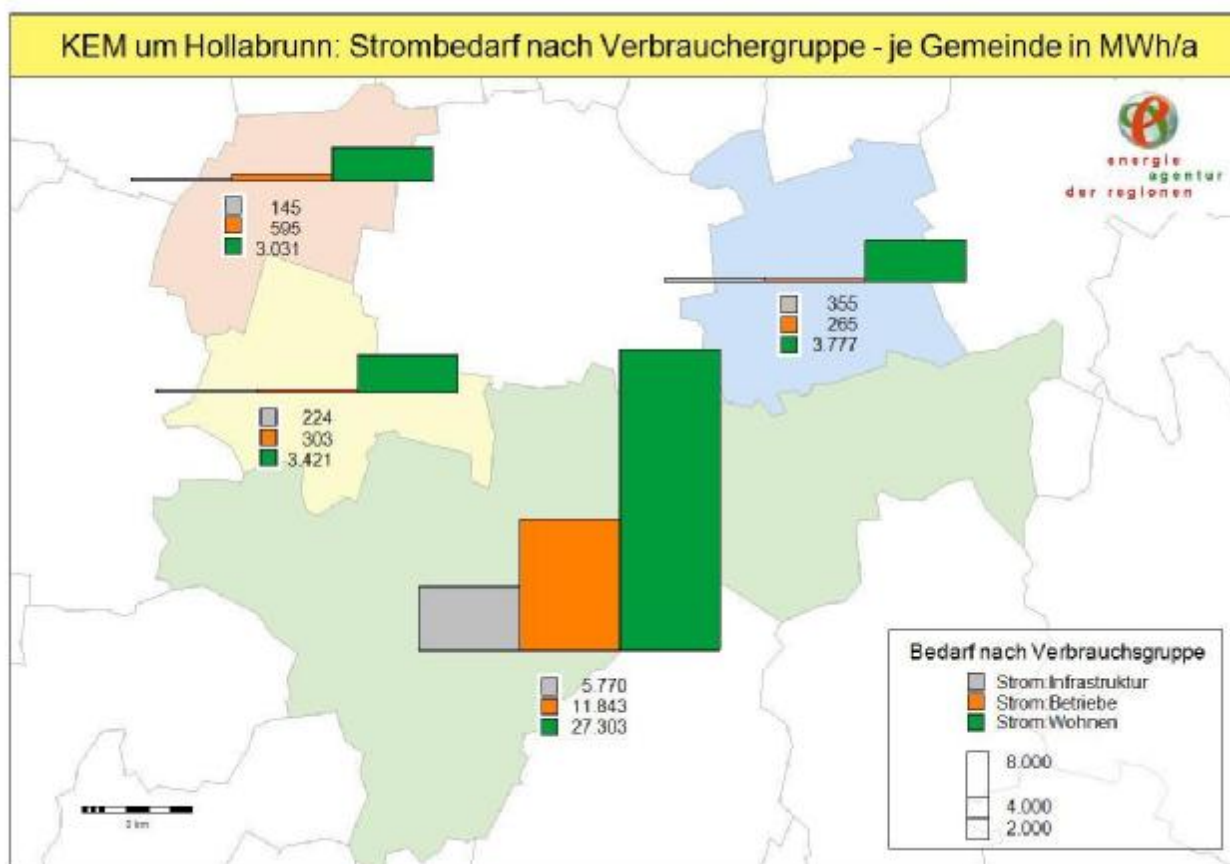 KEM um Hollabrunn: Strombedarf nach Verbrauchergruppe - je Gemeinde in MWh/a
energie
agentur
der regionen
145
595
3.031
355
265
3.777
224
303
3.421
5.770
11.843
27.303
Bedarf nach Verbrauchsgruppe
Strom:Infrastruktur
Strom:Betriebe
Strom:Wohnen
8.000
4.000
2.000